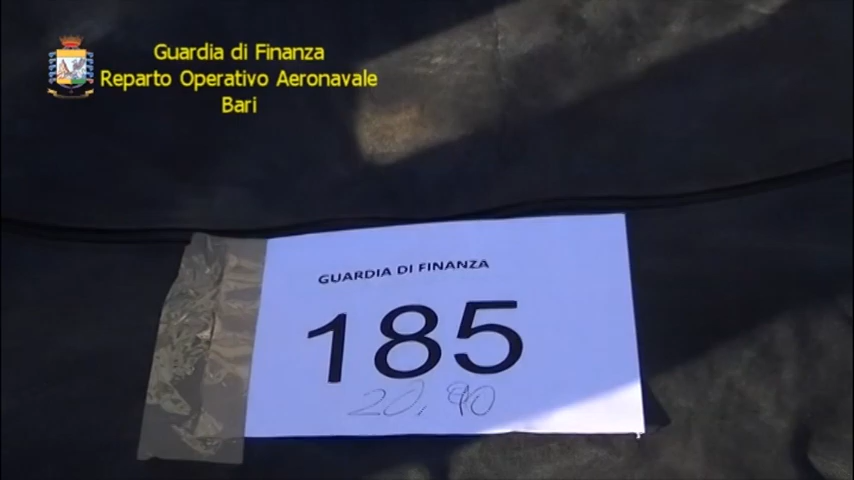 Guardia di Finanza
Reparto Operativo Aeronavale
Bari
GUARDIA DI FINANZA
185
20,90